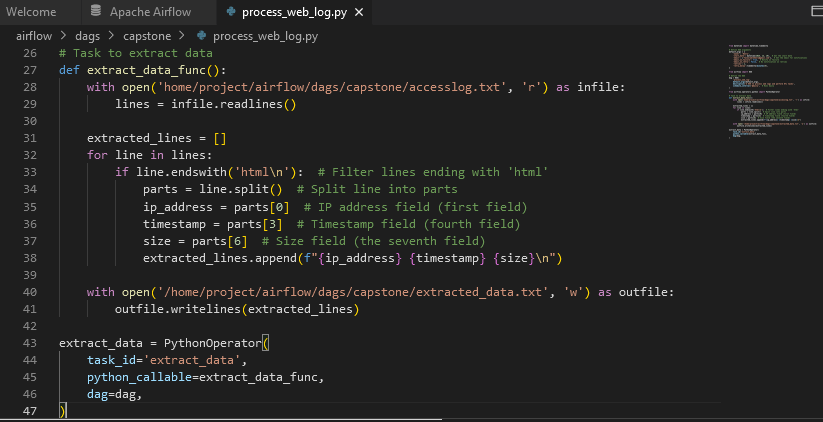 Welcome
Apache Airflow
process_web_log.py ×
airflow > dags > capstone > process_web_log.py
26 # Task to extract data
27 def extract_data_func():
28     with open('home/project/airflow/dags/capstone/accesslog.txt', 'r') as infile:
29         lines = infile.readlines()
30
31     extracted_lines = []
32     for line in lines:
33         if line.endswith('html\n'):  # Filter lines ending with 'html'
34             parts = line.split()  # Split line into parts
35             ip_address = parts[0]  # IP address field (first field)
36             timestamp = parts[3]  # Timestamp field (fourth field)
37             size = parts[6]  # Size field (the seventh field)
38             extracted_lines.append(f"{ip_address} {timestamp} {size}\n")
39
40     with open('/home/project/airflow/dags/capstone/extracted_data.txt', 'w') as outfile:
41         outfile.writelines(extracted_lines)
42
43 extract_data = PythonOperator(
44     task_id='extract_data',
45     python_callable=extract_data_func,
46     dag=dag,
47 )